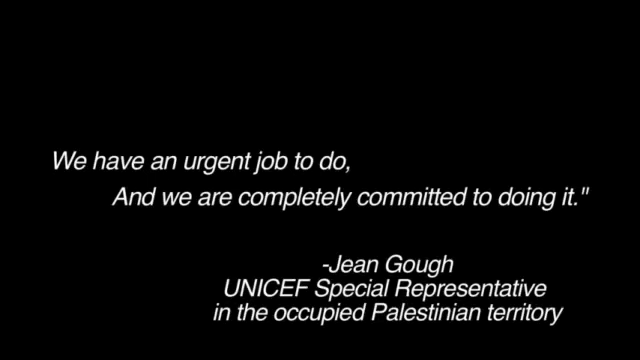 We have an urgent job to do,
And we are completely committed to doing it."
-Jean Gough
UNICEF Special Representative
in the occupied Palestinian territory